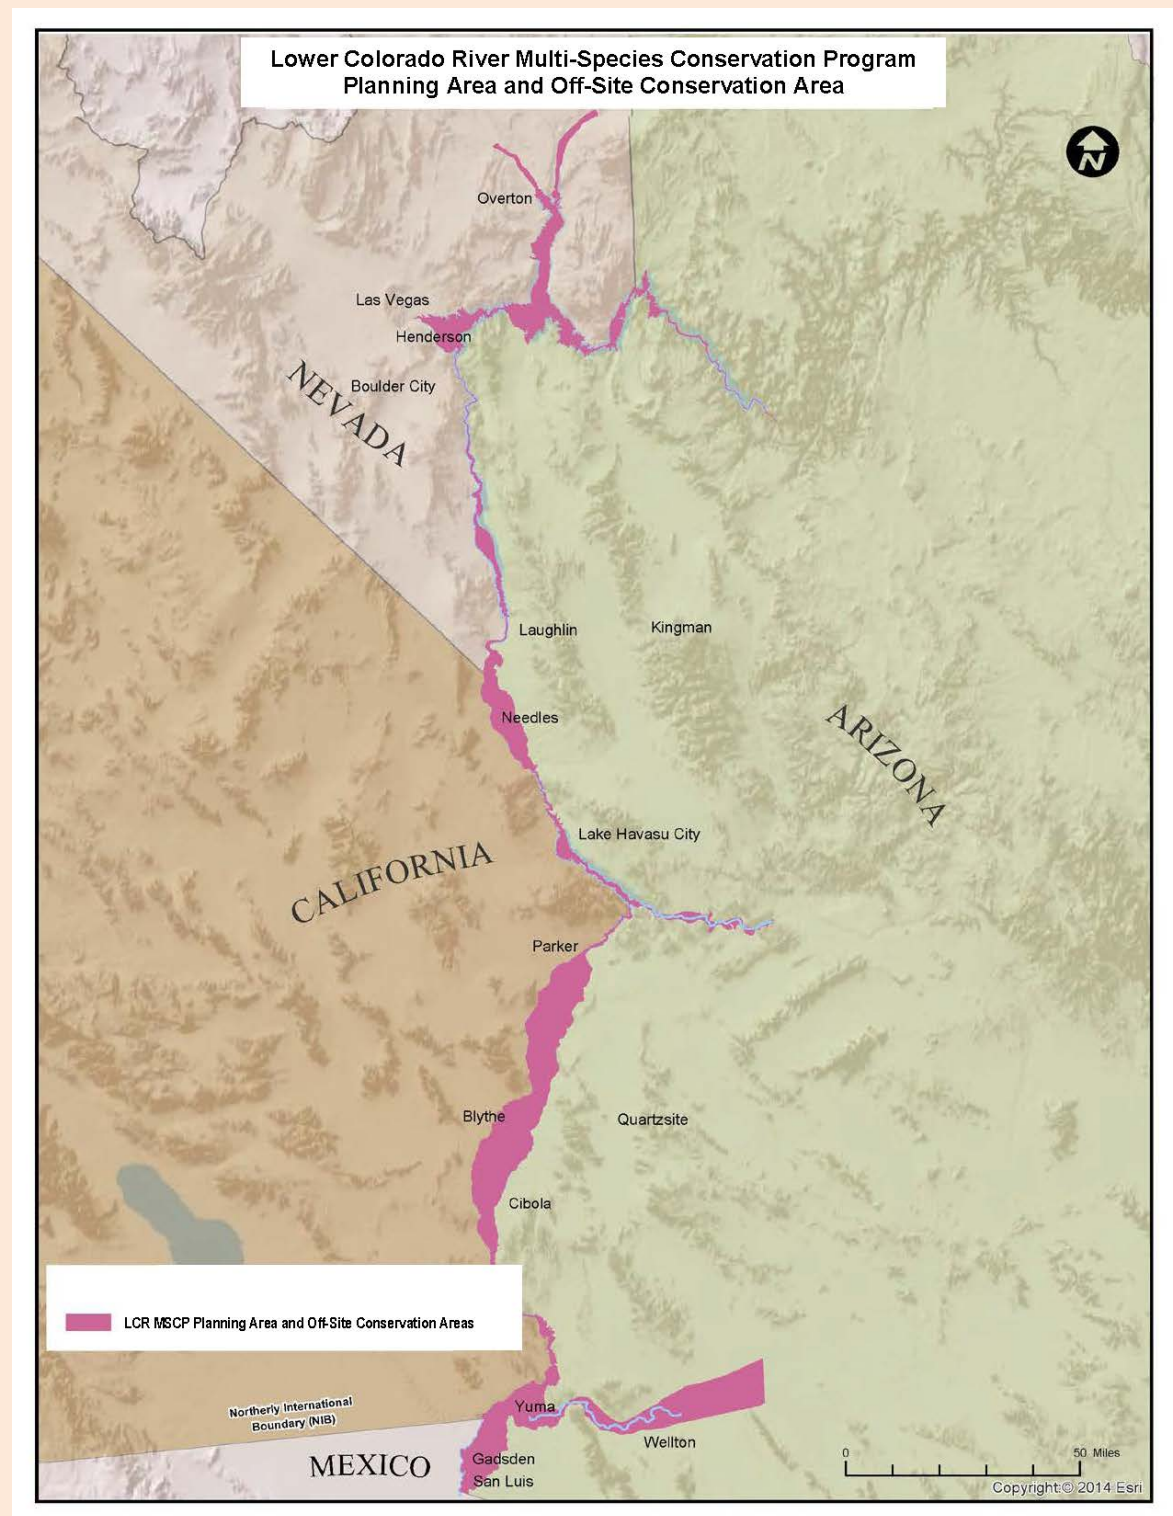 Lower Colorado River Multi-Species Conservation Program
Planning Area and Off-Site Conservation Area
N
Overton
Las Vegas
Henderson
Boulder City
NEVADA
Laughlin
Kingman
Needles
ARIZONA
Lake Havasu City
CALIFORNIA
Parker
Blythe
Quartzsite
Cibola
LCR MSCP Planning Area and Off-Site Conservation Areas
Northerly International
Boundary (NIB)
Yuma
Wellton
MEXICO
Gadsden
San Luis
0 50 Miles
Copyright:© 2014 Esri